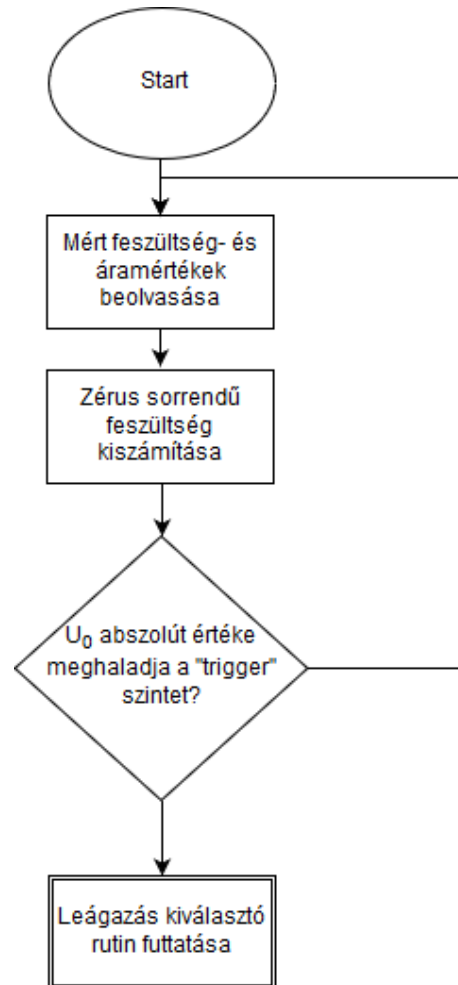 Start
Mért feszültség- és
áramértékek
beolvasása
Zérus sorrendű
feszültség
kiszámítása
U₀ abszolút értéke
meghaladja a "trigger"
szintet?
Leágazás kiválasztó
rutin futtatása